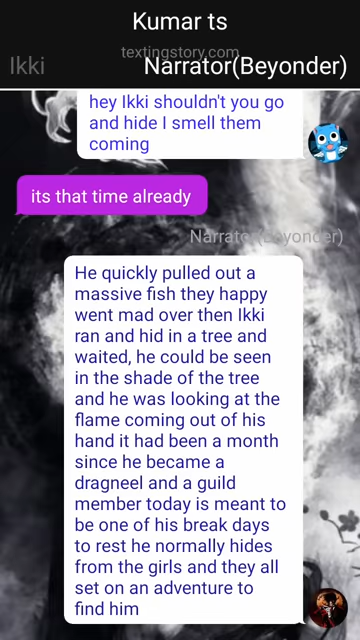 Kumar ts
textingstory.com
Ikki
Narrator(Beyonder)
hey Ikki shouldn't you go
and hide I smell them
coming
its that time already
Narrator(Beyonder)
He quickly pulled out a
massive fish they happy
went mad over then Ikki
ran and hid in a tree and
waited, he could be seen
in the shade of the tree
and he was looking at the
flame coming out of his
hand it had been a month
since he became a
dragneel and a guild
member today is meant to
be one of his break days
to rest he normally hides
from the girls and they all
set on an adventure to
find him